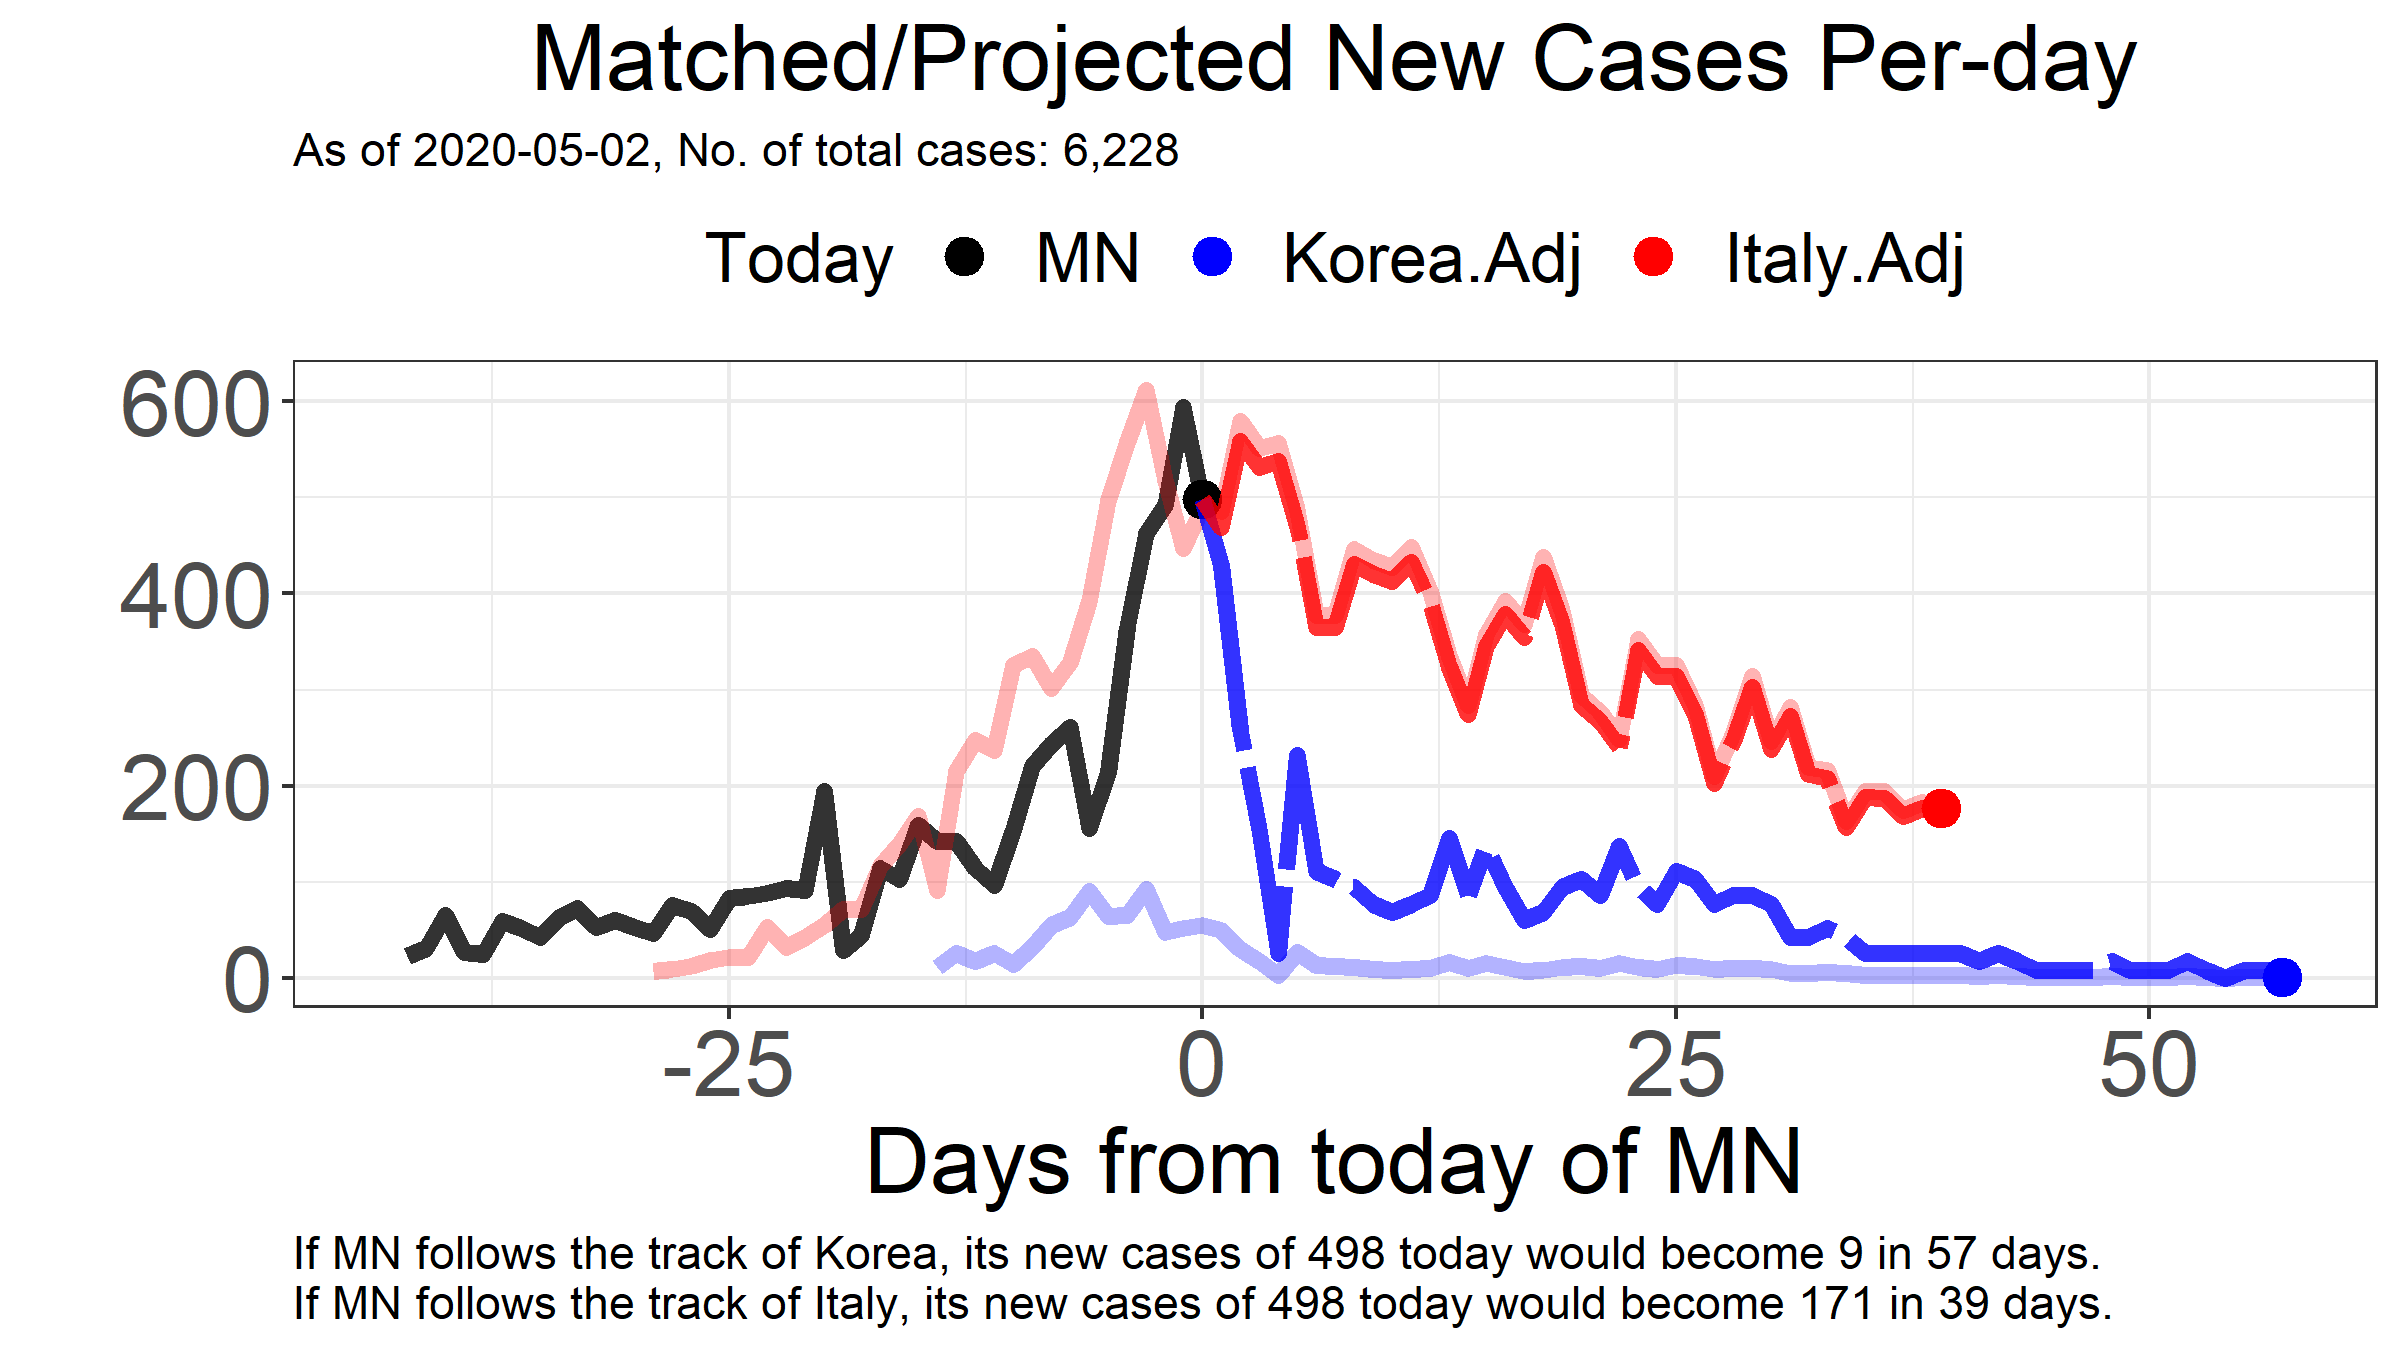 Matched/Projected New Cases Per-day
As of 2020-05-02, No. of total cases: 6,228
Today MN Korea.Adj Italy.Adj
600
400
200
0
-25 0 25 50
Days from today of MN
If MN follows the track of Korea, its new cases of 498 today would become 9 in 57 days.
If MN follows the track of Italy, its new cases of 498 today would become 171 in 39 days.